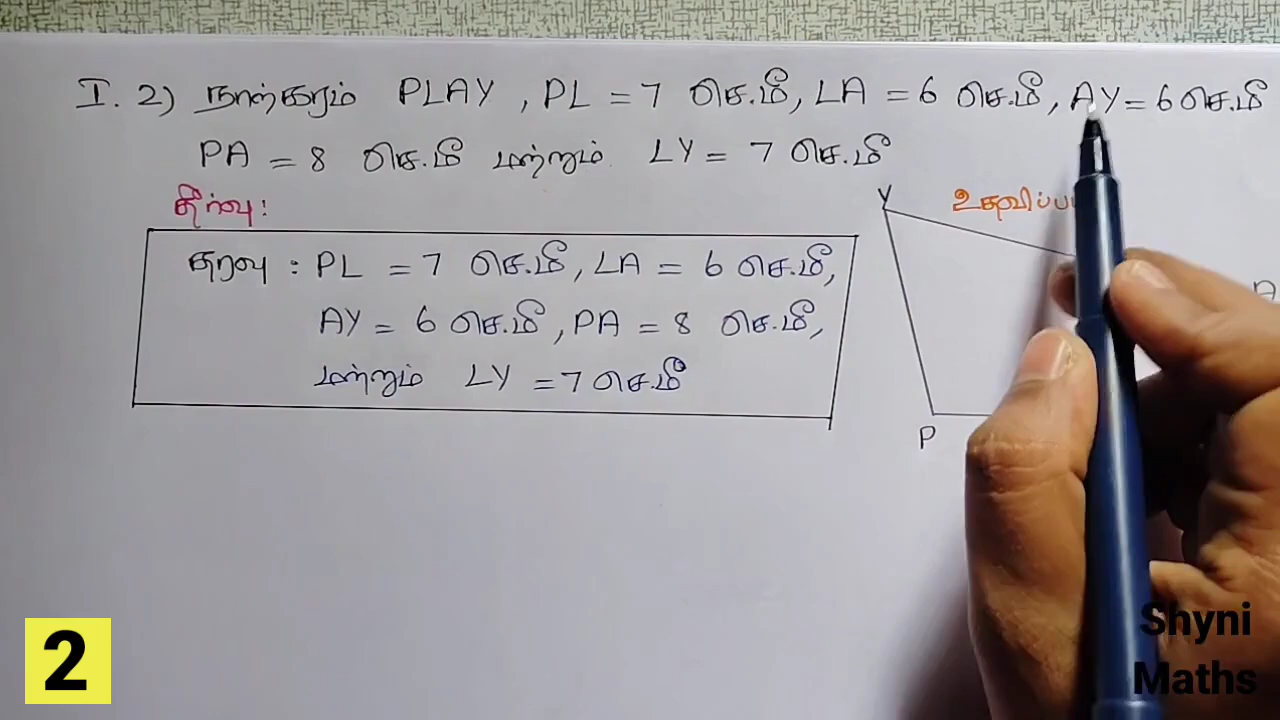 I. 2) நாற்கரம் PLAY, PL = 7 செ.மீ, LA = 6 செ.மீ, AY = 6 செ.மீ
PA = 8 செ.மீ மற்றும் LY = 7 செ.மீ
தீர்வு :
தரவு : PL = 7 செ.மீ, LA = 6 செ.மீ,
AY = 6 செ.மீ, PA = 8 செ.மீ,
மற்றும் LY = 7 செ.மீ
Y
A
P
2
Shyni
Maths